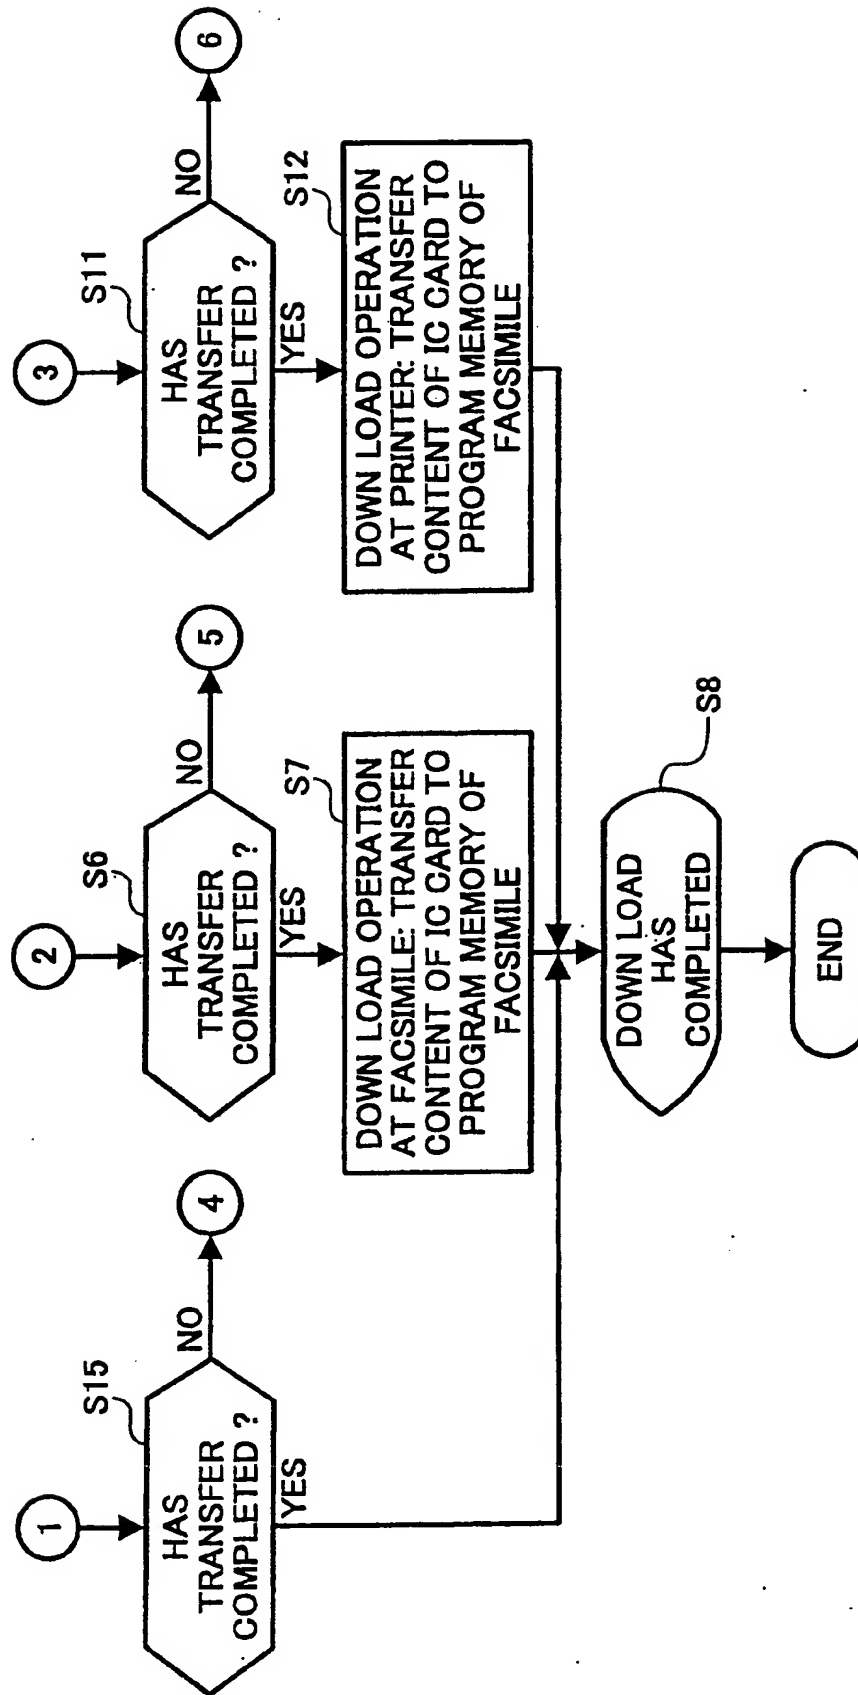 1
S15
HAS
TRANSFER
COMPLETED ?
NO
4
YES
2
S6
HAS
TRANSFER
COMPLETED ?
NO
5
YES
S7
DOWN LOAD OPERATION
AT FACSIMILE: TRANSFER
CONTENT OF IC CARD TO
PROGRAM MEMORY OF
FACSIMILE
3
S11
HAS
TRANSFER
COMPLETED ?
NO
6
YES
S12
DOWN LOAD OPERATION
AT PRINTER: TRANSFER
CONTENT OF IC CARD TO
PROGRAM MEMORY OF
FACSIMILE
S8
DOWN LOAD
HAS
COMPLETED
END